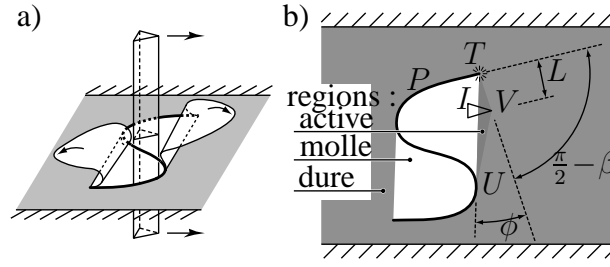 a)
b)
T
P
L
regions :
I
V
active
molle
π/2 − β
dure
U
ϕ